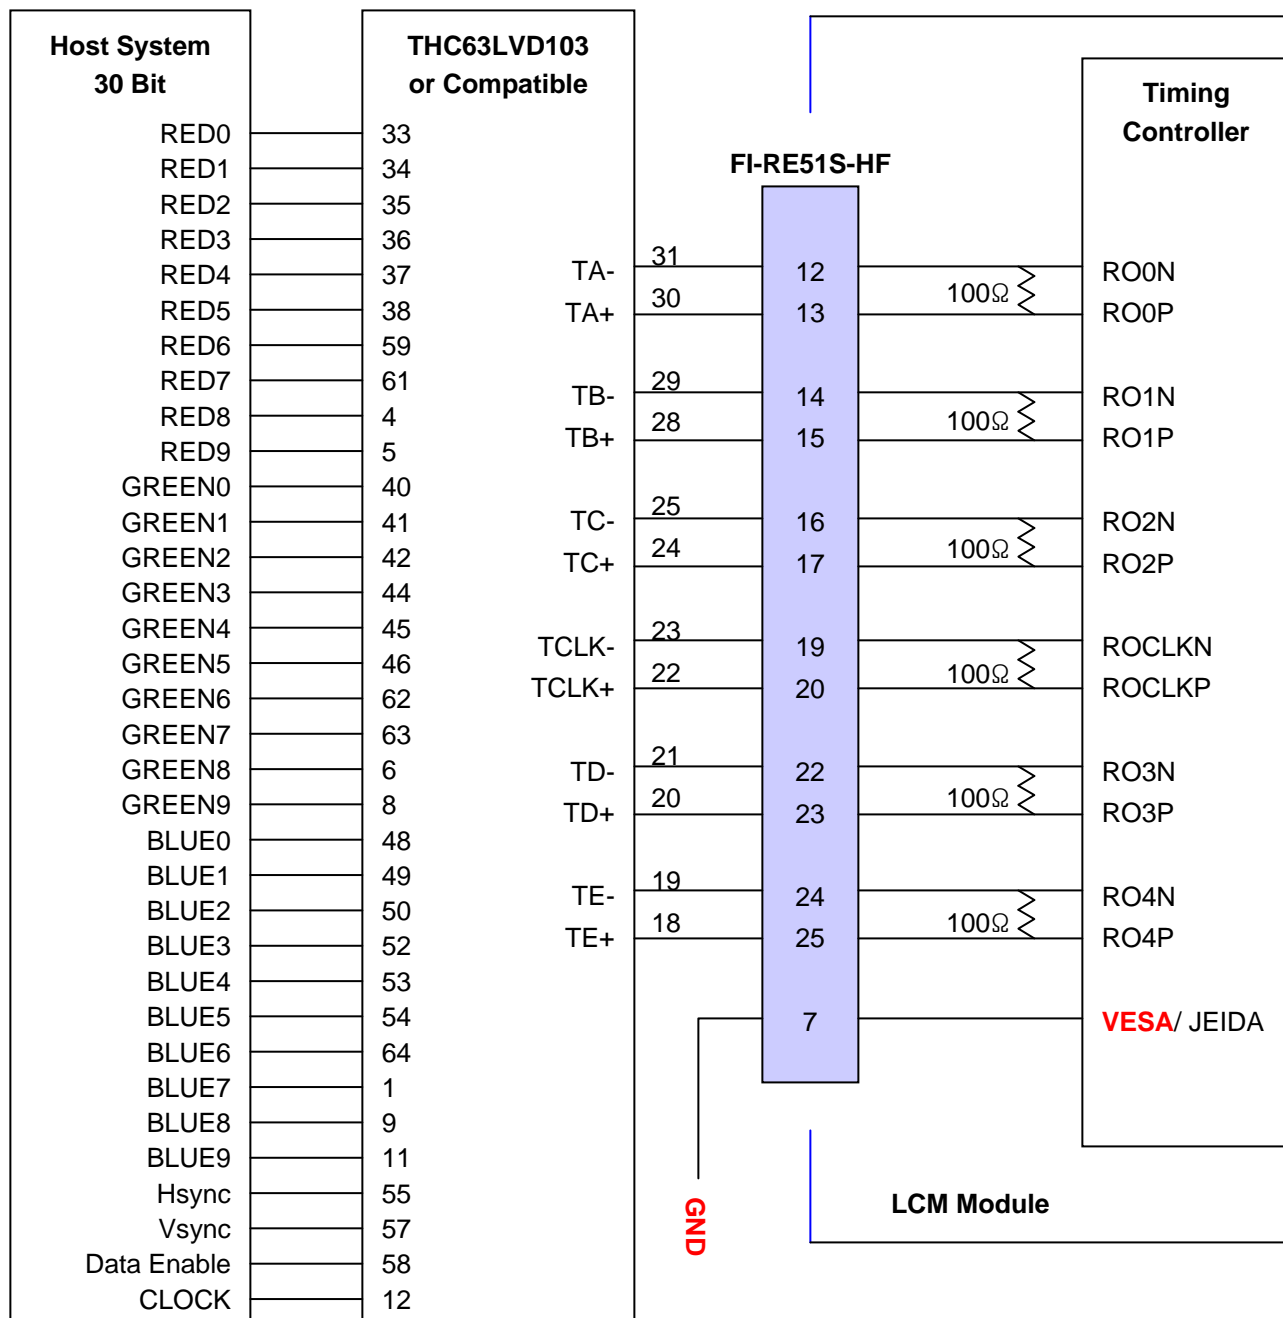 Host System
30 Bit
RED0
RED1
RED2
RED3
RED4
RED5
RED6
RED7
RED8
RED9
GREEN0
GREEN1
GREEN2
GREEN3
GREEN4
GREEN5
GREEN6
GREEN7
GREEN8
GREEN9
BLUE0
BLUE1
BLUE2
BLUE3
BLUE4
BLUE5
BLUE6
BLUE7
BLUE8
BLUE9
Hsync
Vsync
Data Enable
CLOCK
THC63LVD103
or Compatible
33
34
35
36
37
38
59
61
4
5
40
41
42
44
45
46
62
63
6
8
48
49
50
52
53
54
64
1
9
11
55
57
58
12
TA-
TA+
TB-
TB+
TC-
TC+
TCLK-
TCLK+
TD-
TD+
TE-
TE+
31
30
29
28
25
24
23
22
21
20
19
18
GND
FI-RE51S-HF
12
13
14
15
16
17
19
20
22
23
24
25
7
100Ω
100Ω
100Ω
100Ω
100Ω
100Ω
Timing
Controller
RO0N
RO0P
RO1N
RO1P
RO2N
RO2P
ROCLKN
ROCLKP
RO3N
RO3P
RO4N
RO4P
VESA/ JEIDA
LCM Module